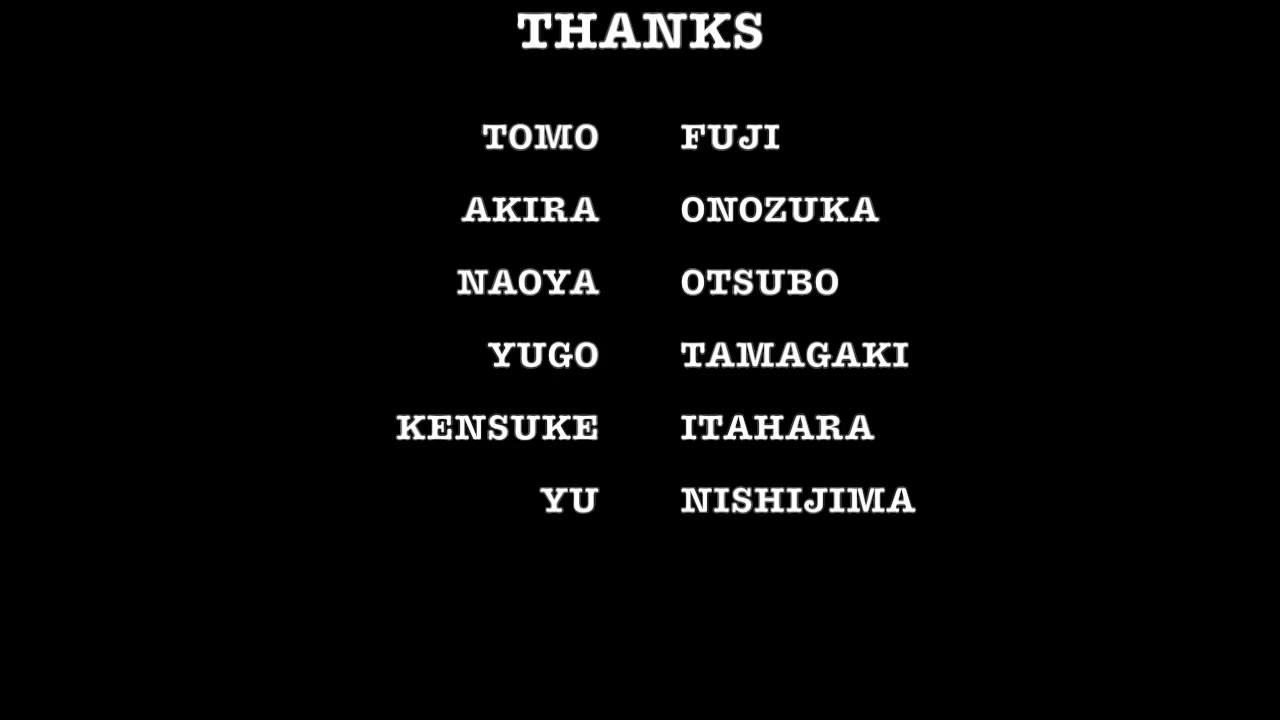 THANKS
TOMO FUJI
AKIRA ONOZUKA
NAOYA OTSUBO
YUGO TAMAGAKI
KENSUKE ITAHARA
YU NISHIJIMA